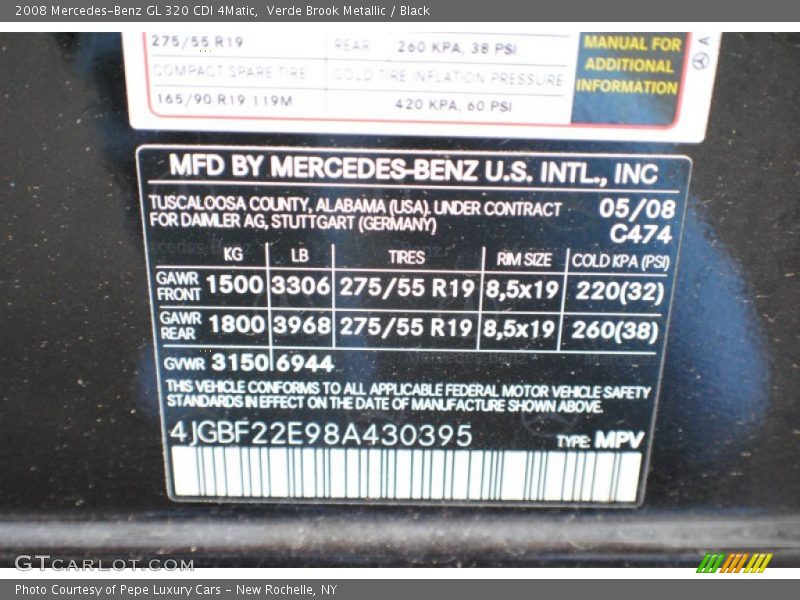 2008 Mercedes-Benz GL 320 CDI 4Matic,  Verde Brook Metallic / Black
275/55 R19 REAR 260 KPA, 38 PSI
COMPACT SPARE TIRE COLD TIRE INFLATION PRESSURE
165/90 R19 119M 420 KPA, 60 PSI
MANUAL FOR
ADDITIONAL
INFORMATION
A
MFD BY MERCEDES-BENZ U.S. INTL., INC
TUSCALOOSA COUNTY, ALABAMA (USA). UNDER CONTRACT 05/08
FOR DAIMLER AG, STUTTGART (GERMANY) C474
KG LB TIRES RIM SIZE COLD KPA (PSI)
GAWR FRONT 1500 3306 275/55 R19 8,5x19 220(32)
GAWR REAR 1800 3968 275/55 R19 8,5x19 260(38)
GVWR 3150 6944
THIS VEHICLE CONFORMS TO ALL APPLICABLE FEDERAL MOTOR VEHICLE SAFETY
STANDARDS IN EFFECT ON THE DATE OF MANUFACTURE SHOWN ABOVE.
4JGBF22E98A430395 TYPE: MPV
GTCARLOT.COM
Photo Courtesy of Pepe Luxury Cars - New Rochelle, NY